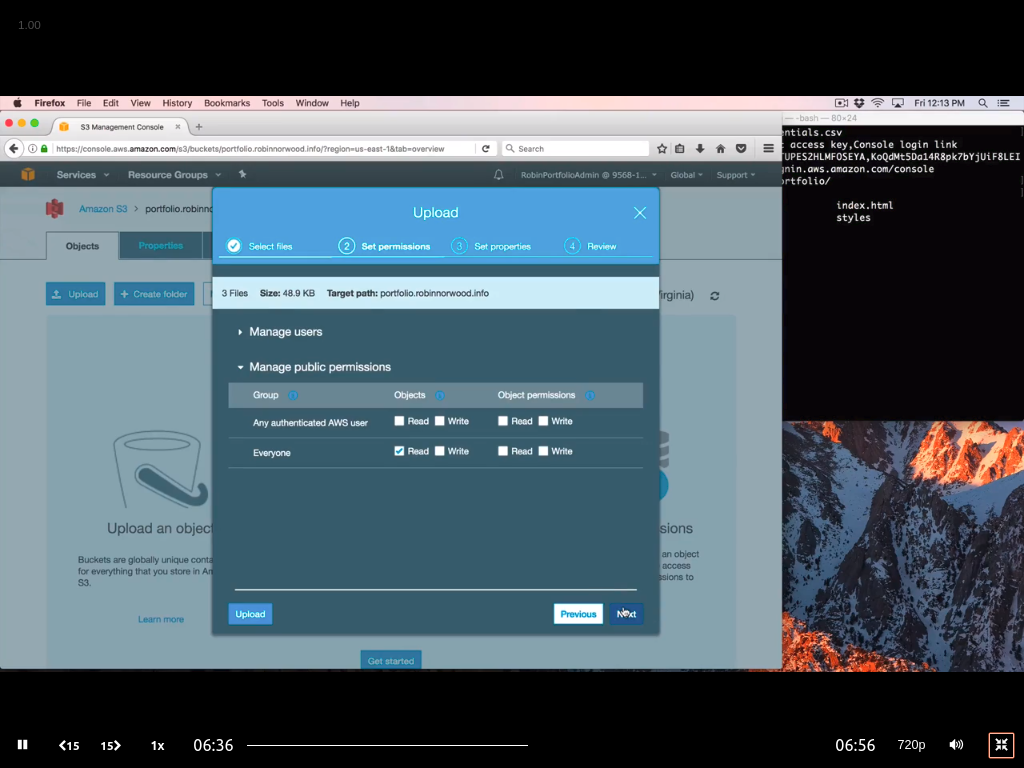 1.00
Firefox File Edit View History Bookmarks Tools Window Help
Fri 12:13 PM
S3 Management Console
— -bash — 80×24
https://console.aws.amazon.com/s3/buckets/portfolio.robinnorwood.info/?region=us-east-1&tab=overview
Search
Services
Resource Groups
RobinPortfolioAdmin @ 9568-1...
Global
Support
entials.csv
access key,Console login link
gnin.aws.amazon.com/console
ortfolio/
index.html
styles
Amazon S3 > portfolio.robinno
Objects
Properties
Upload
Create folder
irginia)
Upload
Select files
2 Set permissions
3 Set properties
4 Review
3 Files Size: 48.9 KB Target path: portfolio.robinnorwood.info
Manage users
Manage public permissions
Group Objects Object permissions
Any authenticated AWS user Read Write Read Write
Everyone Read Write Read Write
Upload an object
Buckets are globally unique conta
for everything that you store in Am
S3.
Learn more
sions
an object
access
sions to
Upload
Previous
Next
Get started
15
15
1x
06:36
06:56
720p